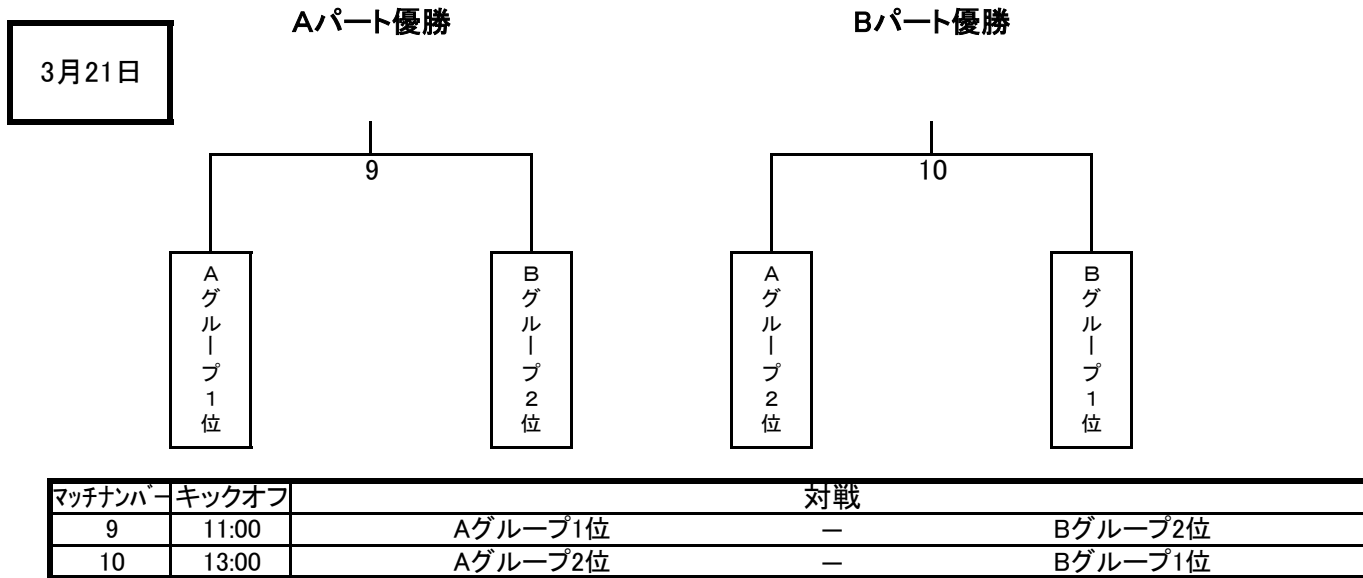 Aパート優勝 Bパート優勝
3月21日
9 10
Aグループ1位 Bグループ2位 Aグループ2位 Bグループ1位
マッチナンバー キックオフ 対戦
9 11:00 Aグループ1位 － Bグループ2位
10 13:00 Aグループ2位 － Bグループ1位